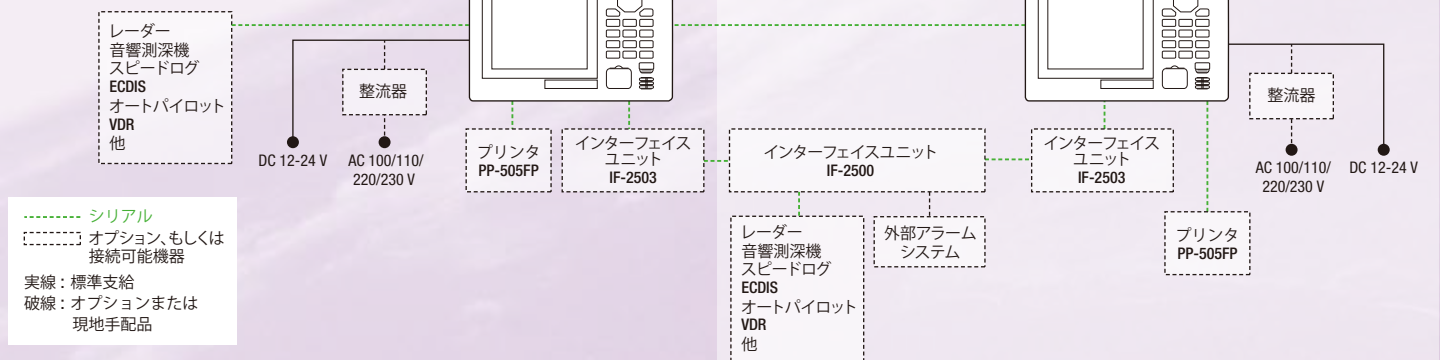 レーダー
音響測深機
スピードログ
ECDIS
オートパイロット
VDR
他
DC 12-24 V
整流器
AC 100/110/
220/230 V
プリンタ
PP-505FP
インターフェイス
ユニット
IF-2503
インターフェイスユニット
IF-2500
インターフェイス
ユニット
IF-2503
整流器
AC 100/110/
220/230 V
DC 12-24 V
レーダー
音響測深機
スピードログ
ECDIS
オートパイロット
VDR
他
外部アラーム
システム
プリンタ
PP-505FP
シリアル
オプション、もしくは
接続可能機器
実線：標準支給
破線：オプションまたは
現地手配品